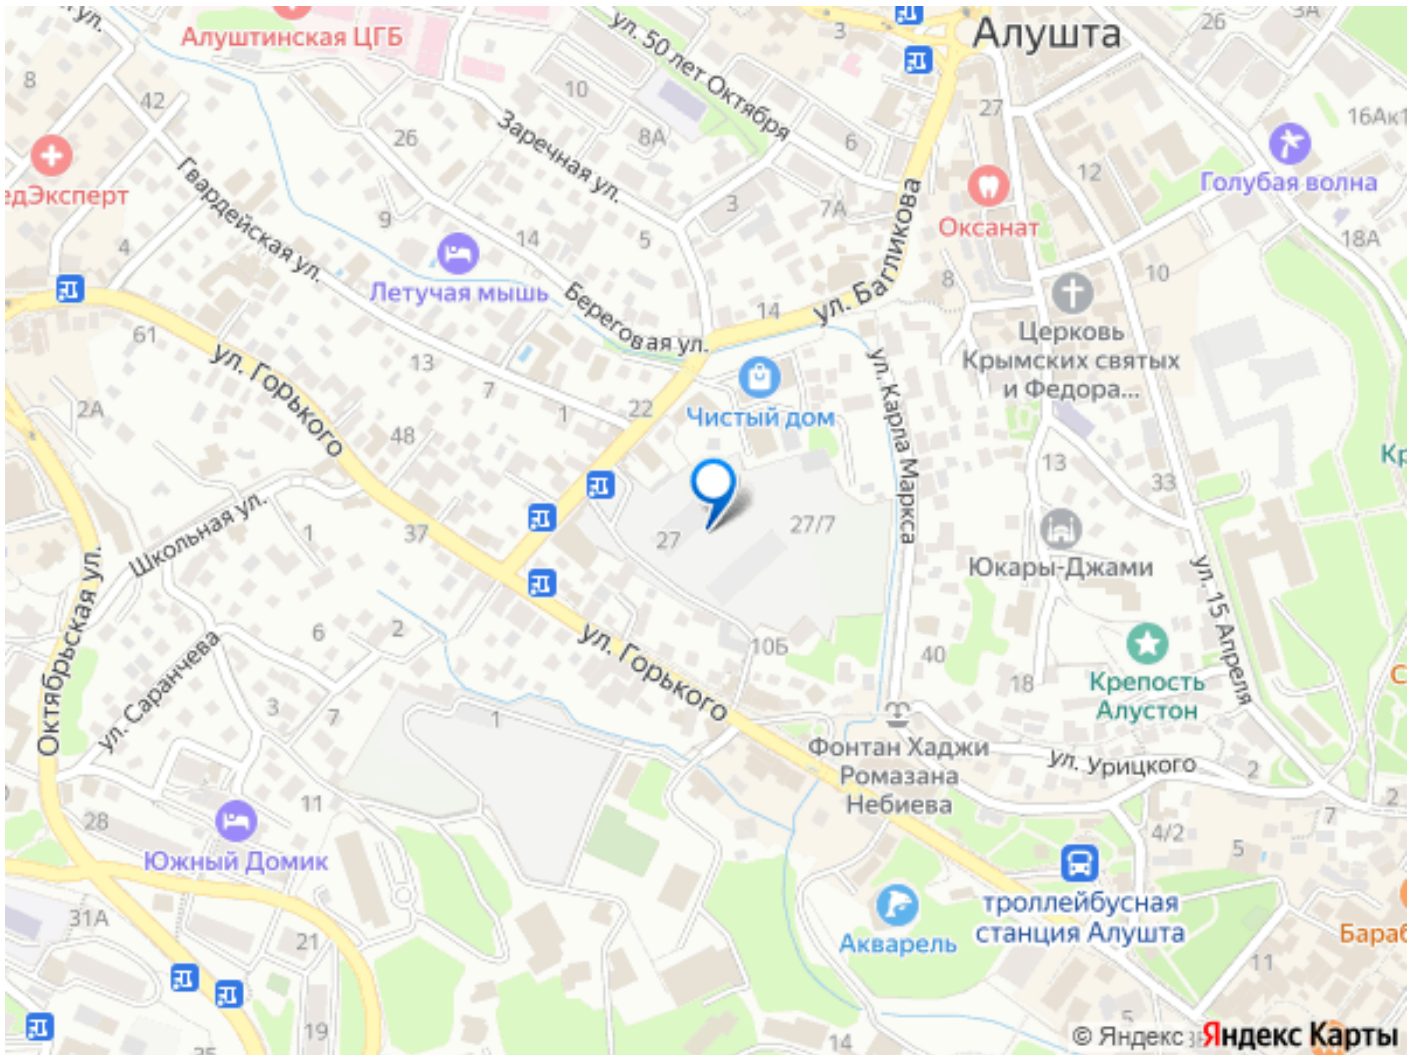 Алушта
Алуштинская ЦГБ
ул. 50 лет Октября
26
3А
3
8
42
10
27
16Ак1
26
8А
6
Заречная ул.
едЭксперт
Гвардейская ул.
12
Голубая волна
Оксанат
9
3
7А
ул. Багликова
4
14
5
18А
Летучая мышь
8
10
Береговая ул.
14
Церковь
Крымских святых
и Федора...
61
ул. Горького
13
7
ул. Карла Маркса
2А
1
22
Чистый дом
48
13
33
Кр
Школьная ул.
1
37
27
27/7
Юкары-Джами
ул. 15 Апреля
Октябрьская ул.
ул. Саранчева
6
2
ул. Горького
10Б
40
18
Крепость
Алустон
С
3
7
1
Фонтан Хаджи
Ромазана
Небиева
ул. Урицкого
2
2
11
28
7
4/2
5
Южный Домик
троллейбусная
станция Алушта
31А
21
Акварель
Бараб
11
19
35
14
5
© Яндекс Яндекс Карты